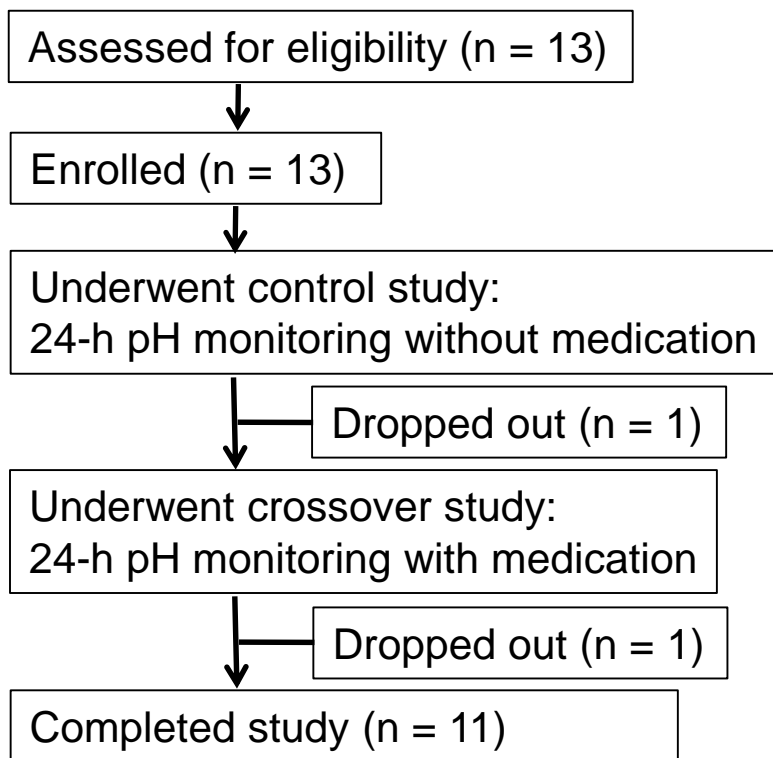 Assessed for eligibility (n = 13)
Enrolled (n = 13)
Underwent control study:
24-h pH monitoring without medication
Dropped out (n = 1)
Underwent crossover study:
24-h pH monitoring with medication
Dropped out (n = 1)
Completed study (n = 11)